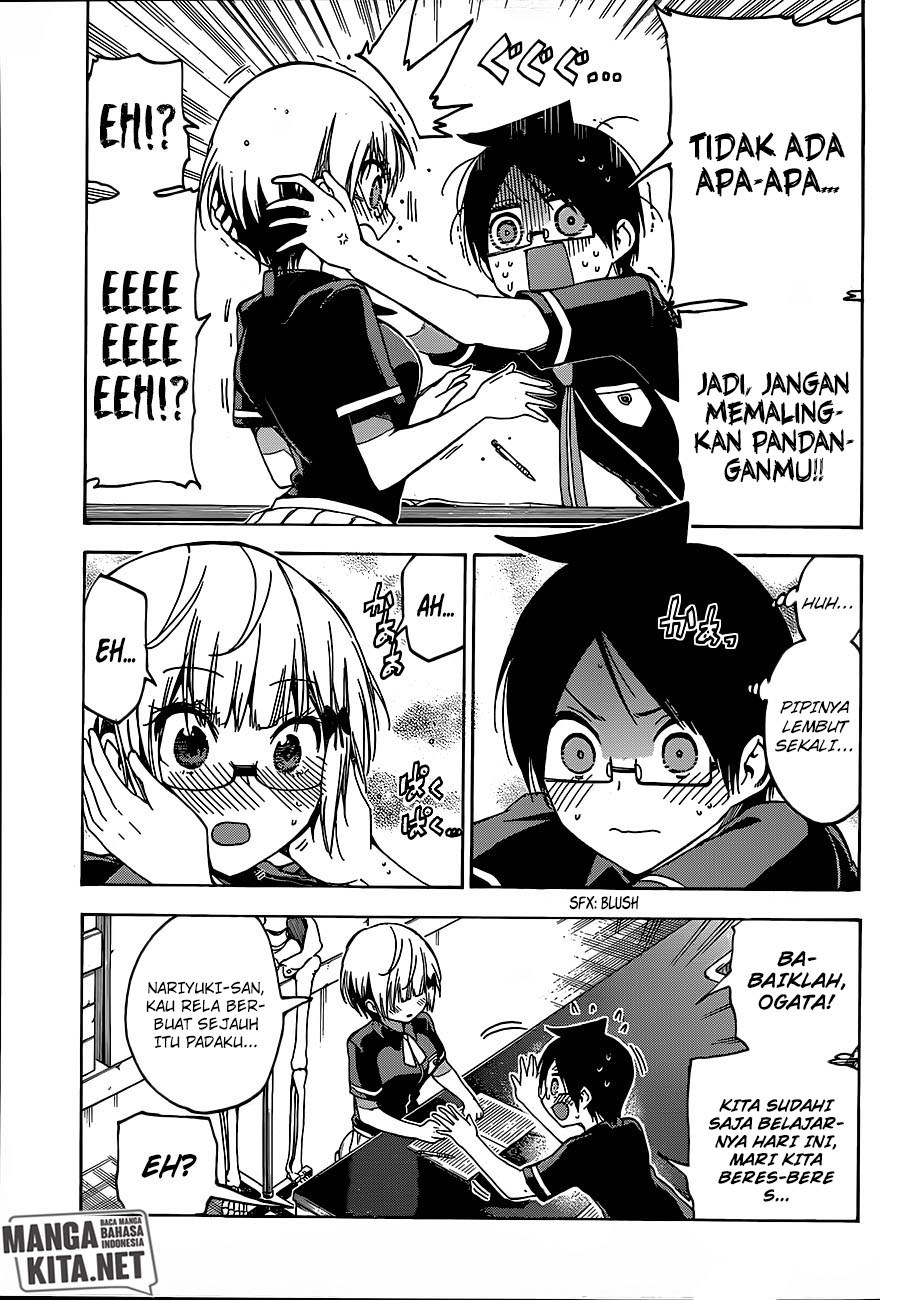 ぐぐぐ...
TIDAK ADA
APA-APA...
JADI, JANGAN
MEMALING-
KAN PANDAN-
GANMU!!
EH!?
EEEE
EEEE
EEH!?
HUH...
PIPINYA
LEMBUT
SEKALI...
かぁっ
SFX: BLUSH
AH...
かぁぁぁ
ぱくぱく...
EH...
BA-
BAIKLAH,
OGATA!
KITA SUDAHI
SAJA BELAJAR-
NYA HARI INI,
MARI KITA
BERES-BERE
S...
NARIYUKI-SAN,
KAU RELA BER-
BUAT SEJAUH
ITU PADAKU...
EH?
MANGA
KITA.NET
BACA MANGA
BAHASA
INDONESIA